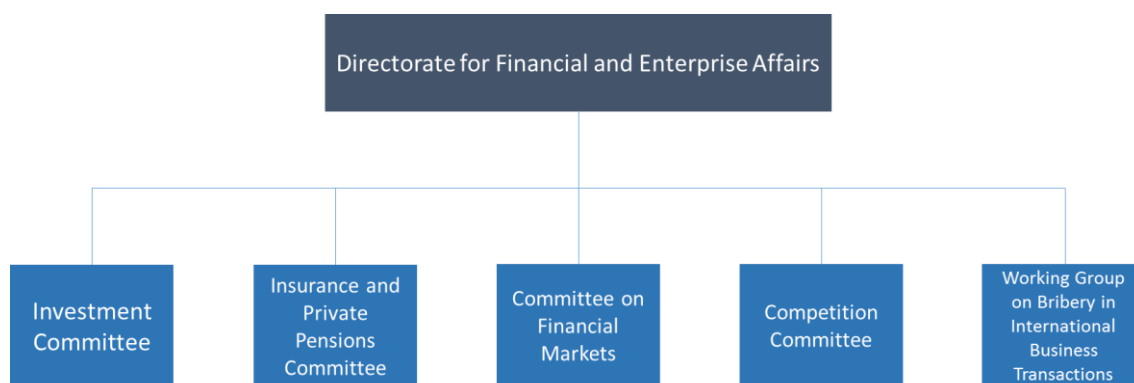 Directorate for Financial and Enterprise Affairs
Investment
Committee
Insurance and
Private
Pensions
Committee
Committee on
Financial
Markets
Competition
Committee
Working Group
on Bribery in
International
Business
Transactions